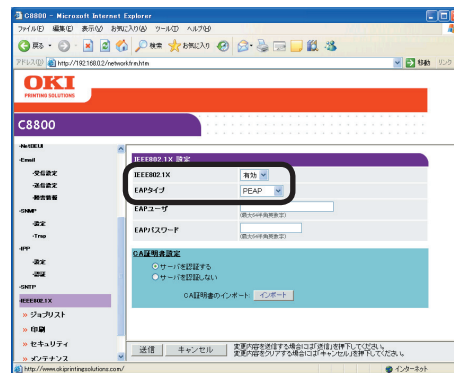 C8800 - Microsoft Internet Explorer
ファイル(F) 編集(E) 表示(V) お気に入り(A) ツール(T) ヘルプ(H)
戻る 検索 お気に入り
アドレス(D) http://192.168.0.2/networkfrm.htm 移動 リンク
OKI
PRINTING SOLUTIONS
C8800
-NetBEUI
-Email
-受信設定
-送信設定
-SNMP
-設定
-Trap
-IPP
-設定
-認証
-SNTP
-IEEE802.1X
» ジョブリスト
» 印刷
» セキュリティ
» メンテナンス
IEEE802.1X 設定
IEEE802.1X 有効
EAPタイプ PEAP
EAPユーザ
(最大64半角英数字)
EAPパスワード
(最大64半角英数字)
CA証明書設定
サーバを認証する
サーバを認証しない
CA証明書のインポート インポート
送信 キャンセル
変更内容を送信する場合には「送信」を押下してください。
変更内容をクリアする場合には「キャンセル」を押下してください。
http://www.okiprintingsolutions.com/ インターネット